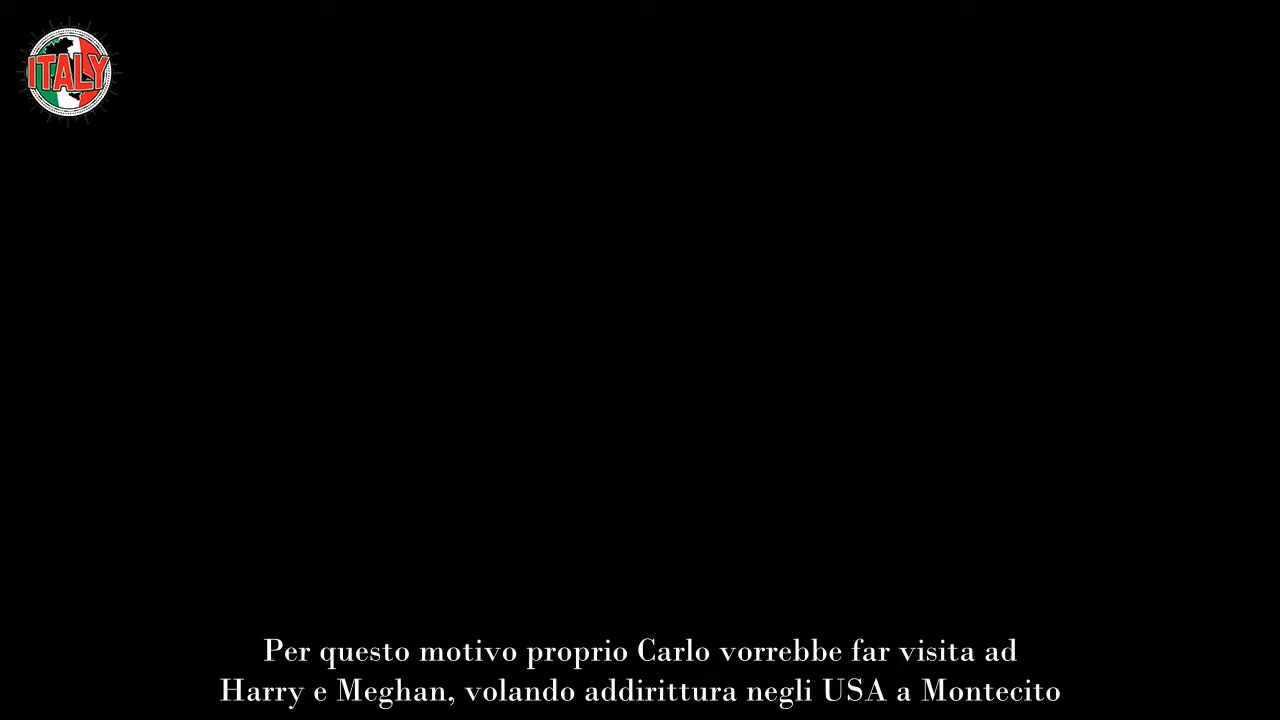 ITALY
Per questo motivo proprio Carlo vorrebbe far visita ad
Harry e Meghan, volando addirittura negli USA a Montecito